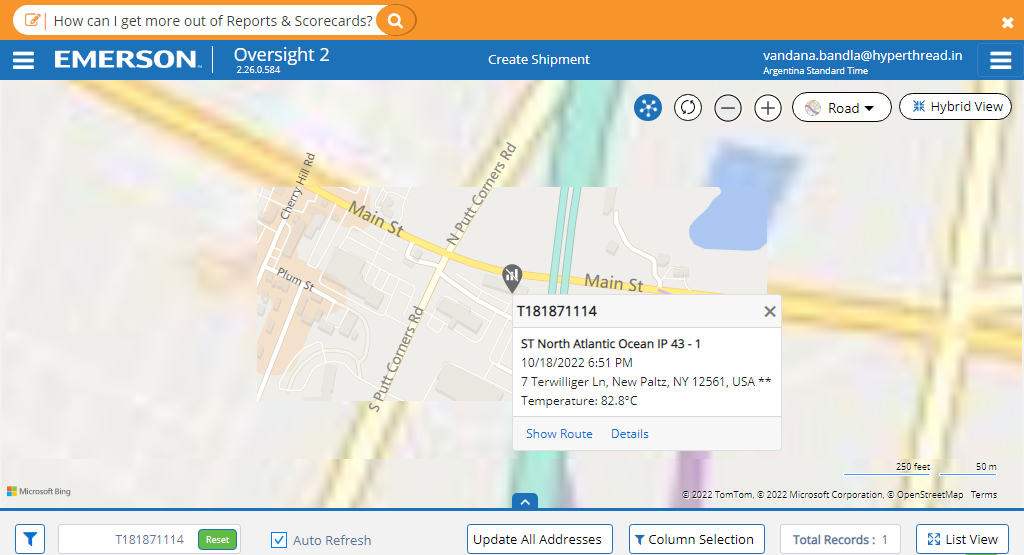 How can I get more out of Reports & Scorecards?
EMERSON™
Oversight 2
2.26.0.584
Create Shipment
vandana.bandla@hyperthread.in
Argentina Standard Time
Road
Hybrid View
Cherry Hill Rd
Main St
N Putt Corners Rd
Plum St
Main St
S Putt Corners Rd
T181871114
ST North Atlantic Ocean IP 43 - 1
10/18/2022 6:51 PM
7 Terwilliger Ln, New Paltz, NY 12561, USA **
Temperature: 82.8°C
Show Route Details
250 feet 50 m
Microsoft Bing
© 2022 TomTom, © 2022 Microsoft Corporation, © OpenStreetMap Terms
T181871114 Reset
Auto Refresh
Update All Addresses
Column Selection
Total Records : 1
List View